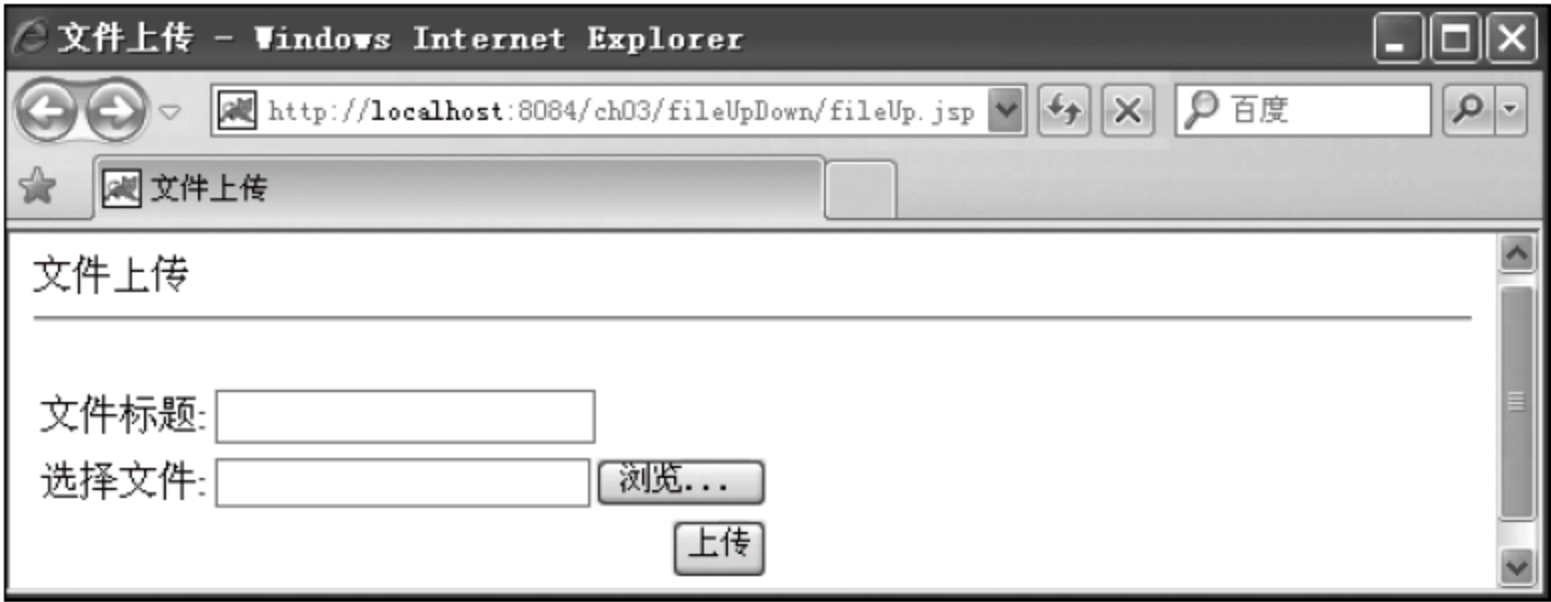 文件上传 - Windows Internet Explorer
http://localhost:8084/ch03/fileUpDown/fileUp.jsp
百度
文件上传
文件上传
文件标题:
选择文件:
浏览...
上传